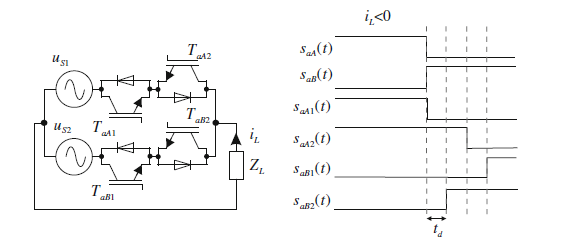 i_L<0
u_S1
T_aA2
s_aA(t)
s_aB(t)
T_aA1
T_aB2
u_S2
i_L
Z_L
T_aB1
s_aA1(t)
s_aA2(t)
s_aB1(t)
s_aB2(t)
t_d